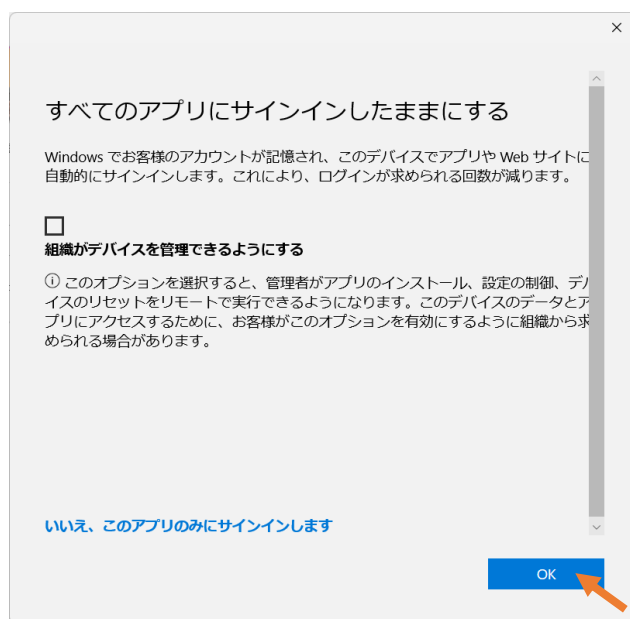 すべてのアプリにサインインしたままにする
Windows でお客様のアカウントが記憶され、このデバイスでアプリや Web サイトに
自動的にサインインします。これにより、ログインが求められる回数が減ります。
組織がデバイスを管理できるようにする
このオプションを選択すると、管理者がアプリのインストール、設定の制御、デバ
イスのリセットをリモートで実行できるようになります。このデバイスのデータとア
プリにアクセスするために、お客様がこのオプションを有効にするように組織から求
められる場合があります。
いいえ、このアプリのみにサインインします
OK